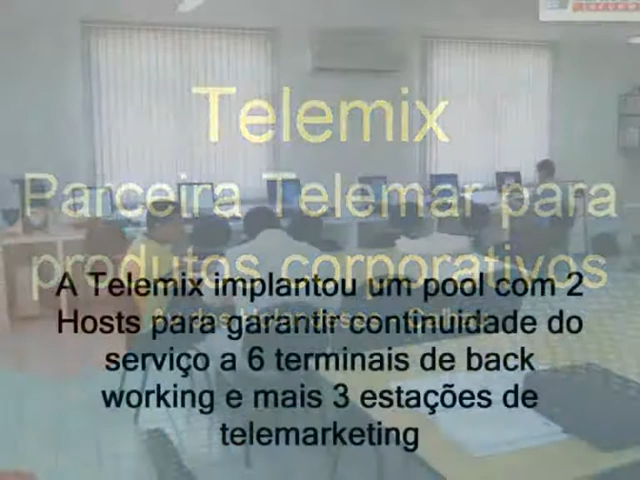 Telemix
Parceira Telemar para
produtos corporativos
A Telemix implantou um pool com 2
Hosts para garantir continuidade do
serviço a 6 terminais de back
working e mais 3 estações de
telemarketing